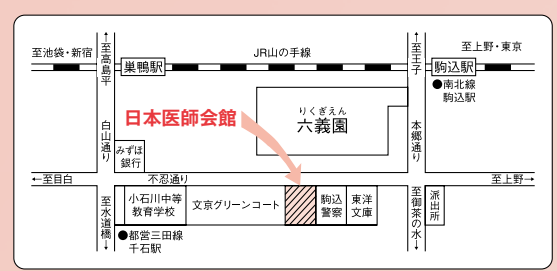 至池袋・新宿
←至高島平
巣鴨駅
JR山の手線
←至王子
駒込駅
至上野・東京
●南北線
駒込駅
日本医師会館
りくぎえん
六義園
白山通り
本郷通り
みずほ
銀行
←至目白
不忍通り
至上野→
至水道橋→
小石川中等
教育学校
文京グリーンコート
駒込
警察
東洋
文庫
至御茶の水→
派出所
●都営三田線
千石駅